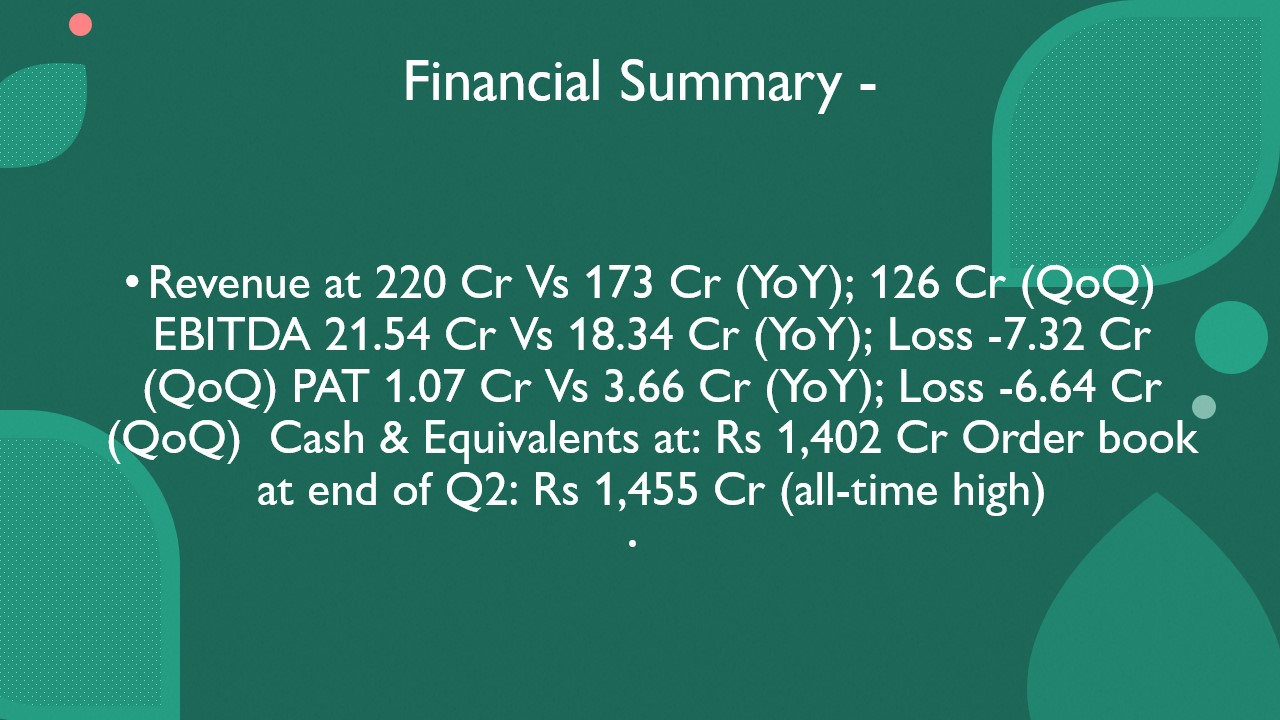 Financial Summary -
• Revenue at 220 Cr Vs 173 Cr (YoY); 126 Cr (QoQ)
EBITDA 21.54 Cr Vs 18.34 Cr (YoY); Loss -7.32 Cr
(QoQ) PAT 1.07 Cr Vs 3.66 Cr (YoY); Loss -6.64 Cr
(QoQ)  Cash & Equivalents at: Rs 1,402 Cr Order book
at end of Q2: Rs 1,455 Cr (all-time high)
.